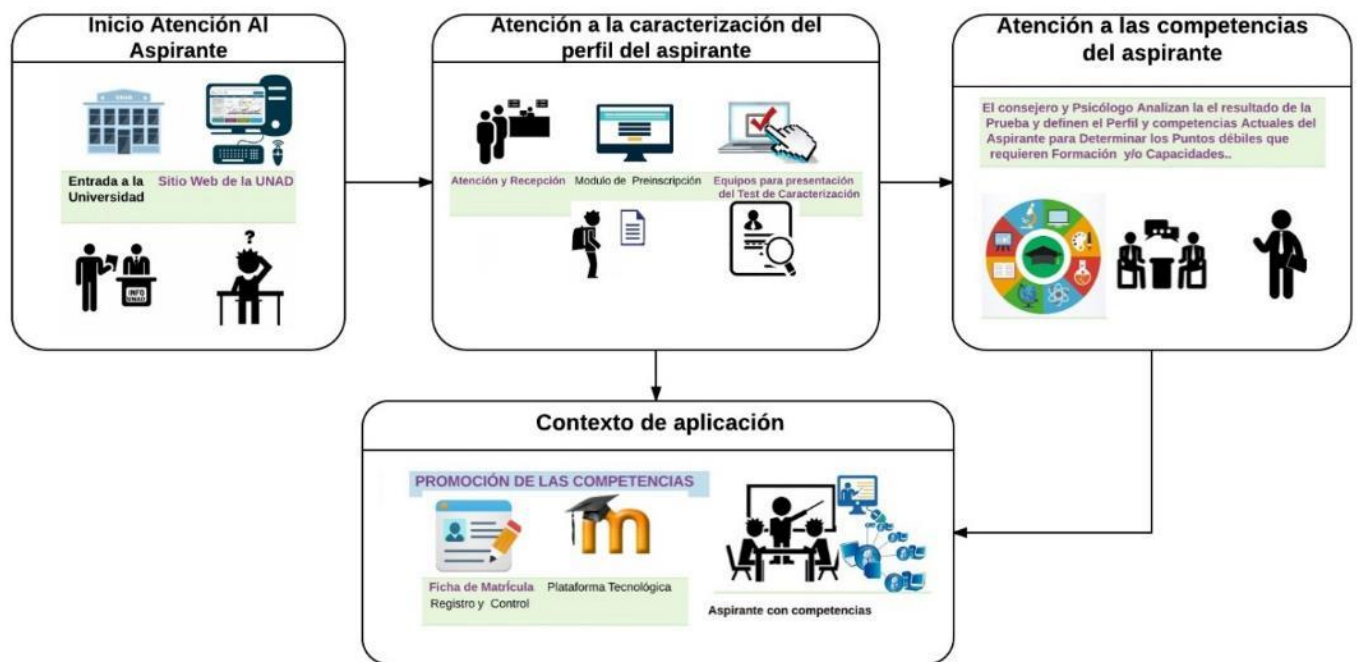 Inicio Atención Al
Aspirante
UNAD
Entrada a la
Universidad
Sitio Web de la UNAD
INFO
UNAD
?
Atención a la caracterización del
perfil del aspirante
Atención y Recepción
Modulo de Preinscripción
Equipos para presentación
del Test de Caracterización
Atención a las competencias
del aspirante
El consejero y Psicólogo Analizan la el resultado de la
Prueba y definen el Perfil y competencias Actuales del
Aspirante para Determinar los Puntos débiles que
requieren Formación y/o Capacidades..
Contexto de aplicación
PROMOCIÓN DE LAS COMPETENCIAS
m
Ficha de Matrícula
Registro y Control
Plataforma Tecnológica
Aspirante con competencias